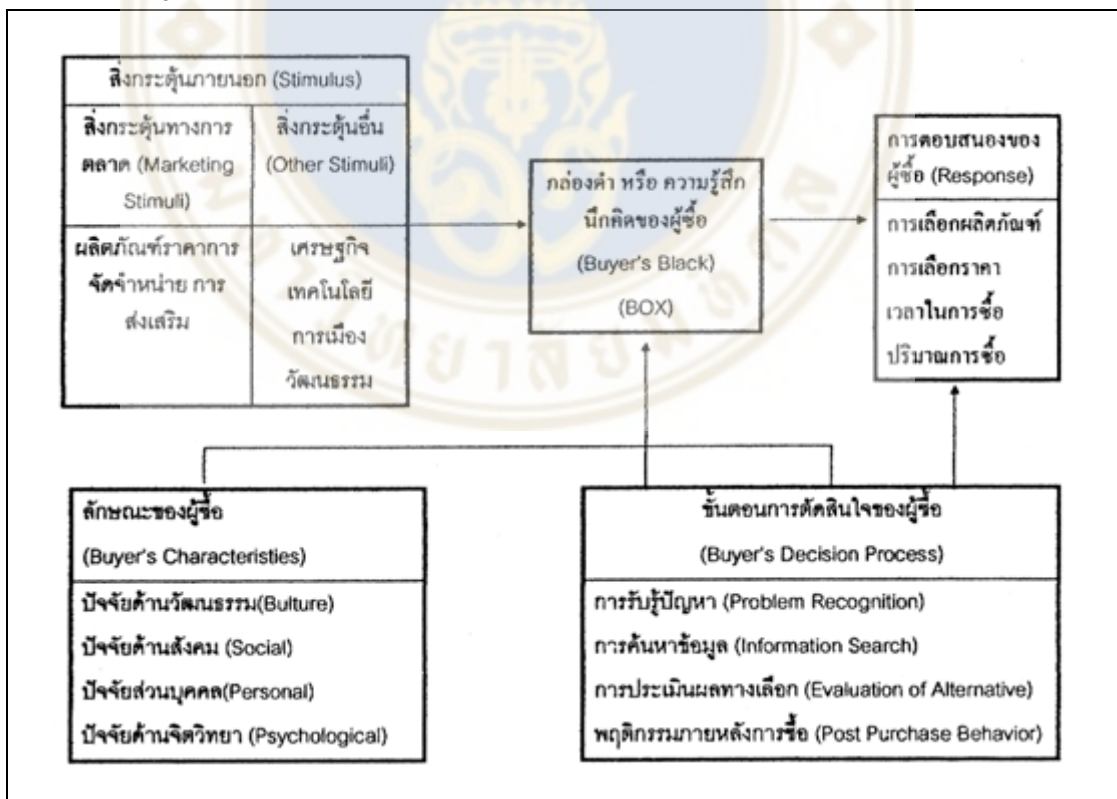 สิ่งกระตุ้นภายนอก (Stimulus)
สิ่งกระตุ้นทางการ
ตลาด (Marketing
Stimuli)
สิ่งกระตุ้นอื่น
(Other Stimuli)
ผลิตภัณฑ์ราคาการ
จัดจำหน่าย การ
ส่งเสริม
เศรษฐกิจ
เทคโนโลยี
การเมือง
วัฒนธรรม
กล่องดำ หรือ ความรู้สึก
นึกคิดของผู้ซื้อ
(Buyer's Black)
(BOX)
การตอบสนองของ
ผู้ซื้อ (Response)
การเลือกผลิตภัณฑ์
การเลือกราคา
เวลาในการซื้อ
ปริมาณการซื้อ
ลักษณะของผู้ซื้อ
(Buyer's Characteristies)
ปัจจัยด้านวัฒนธรรม(Bulture)
ปัจจัยด้านสังคม (Social)
ปัจจัยส่วนบุคคล(Personal)
ปัจจัยด้านจิตวิทยา (Psychological)
ขั้นตอนการตัดสินใจของผู้ซื้อ
(Buyer's Decision Process)
การรับรู้ปัญหา (Problem Recognition)
การค้นหาข้อมูล (Information Search)
การประเมินผลทางเลือก (Evaluation of Alternative)
พฤติกรรมภายหลังการซื้อ (Post Purchase Behavior)